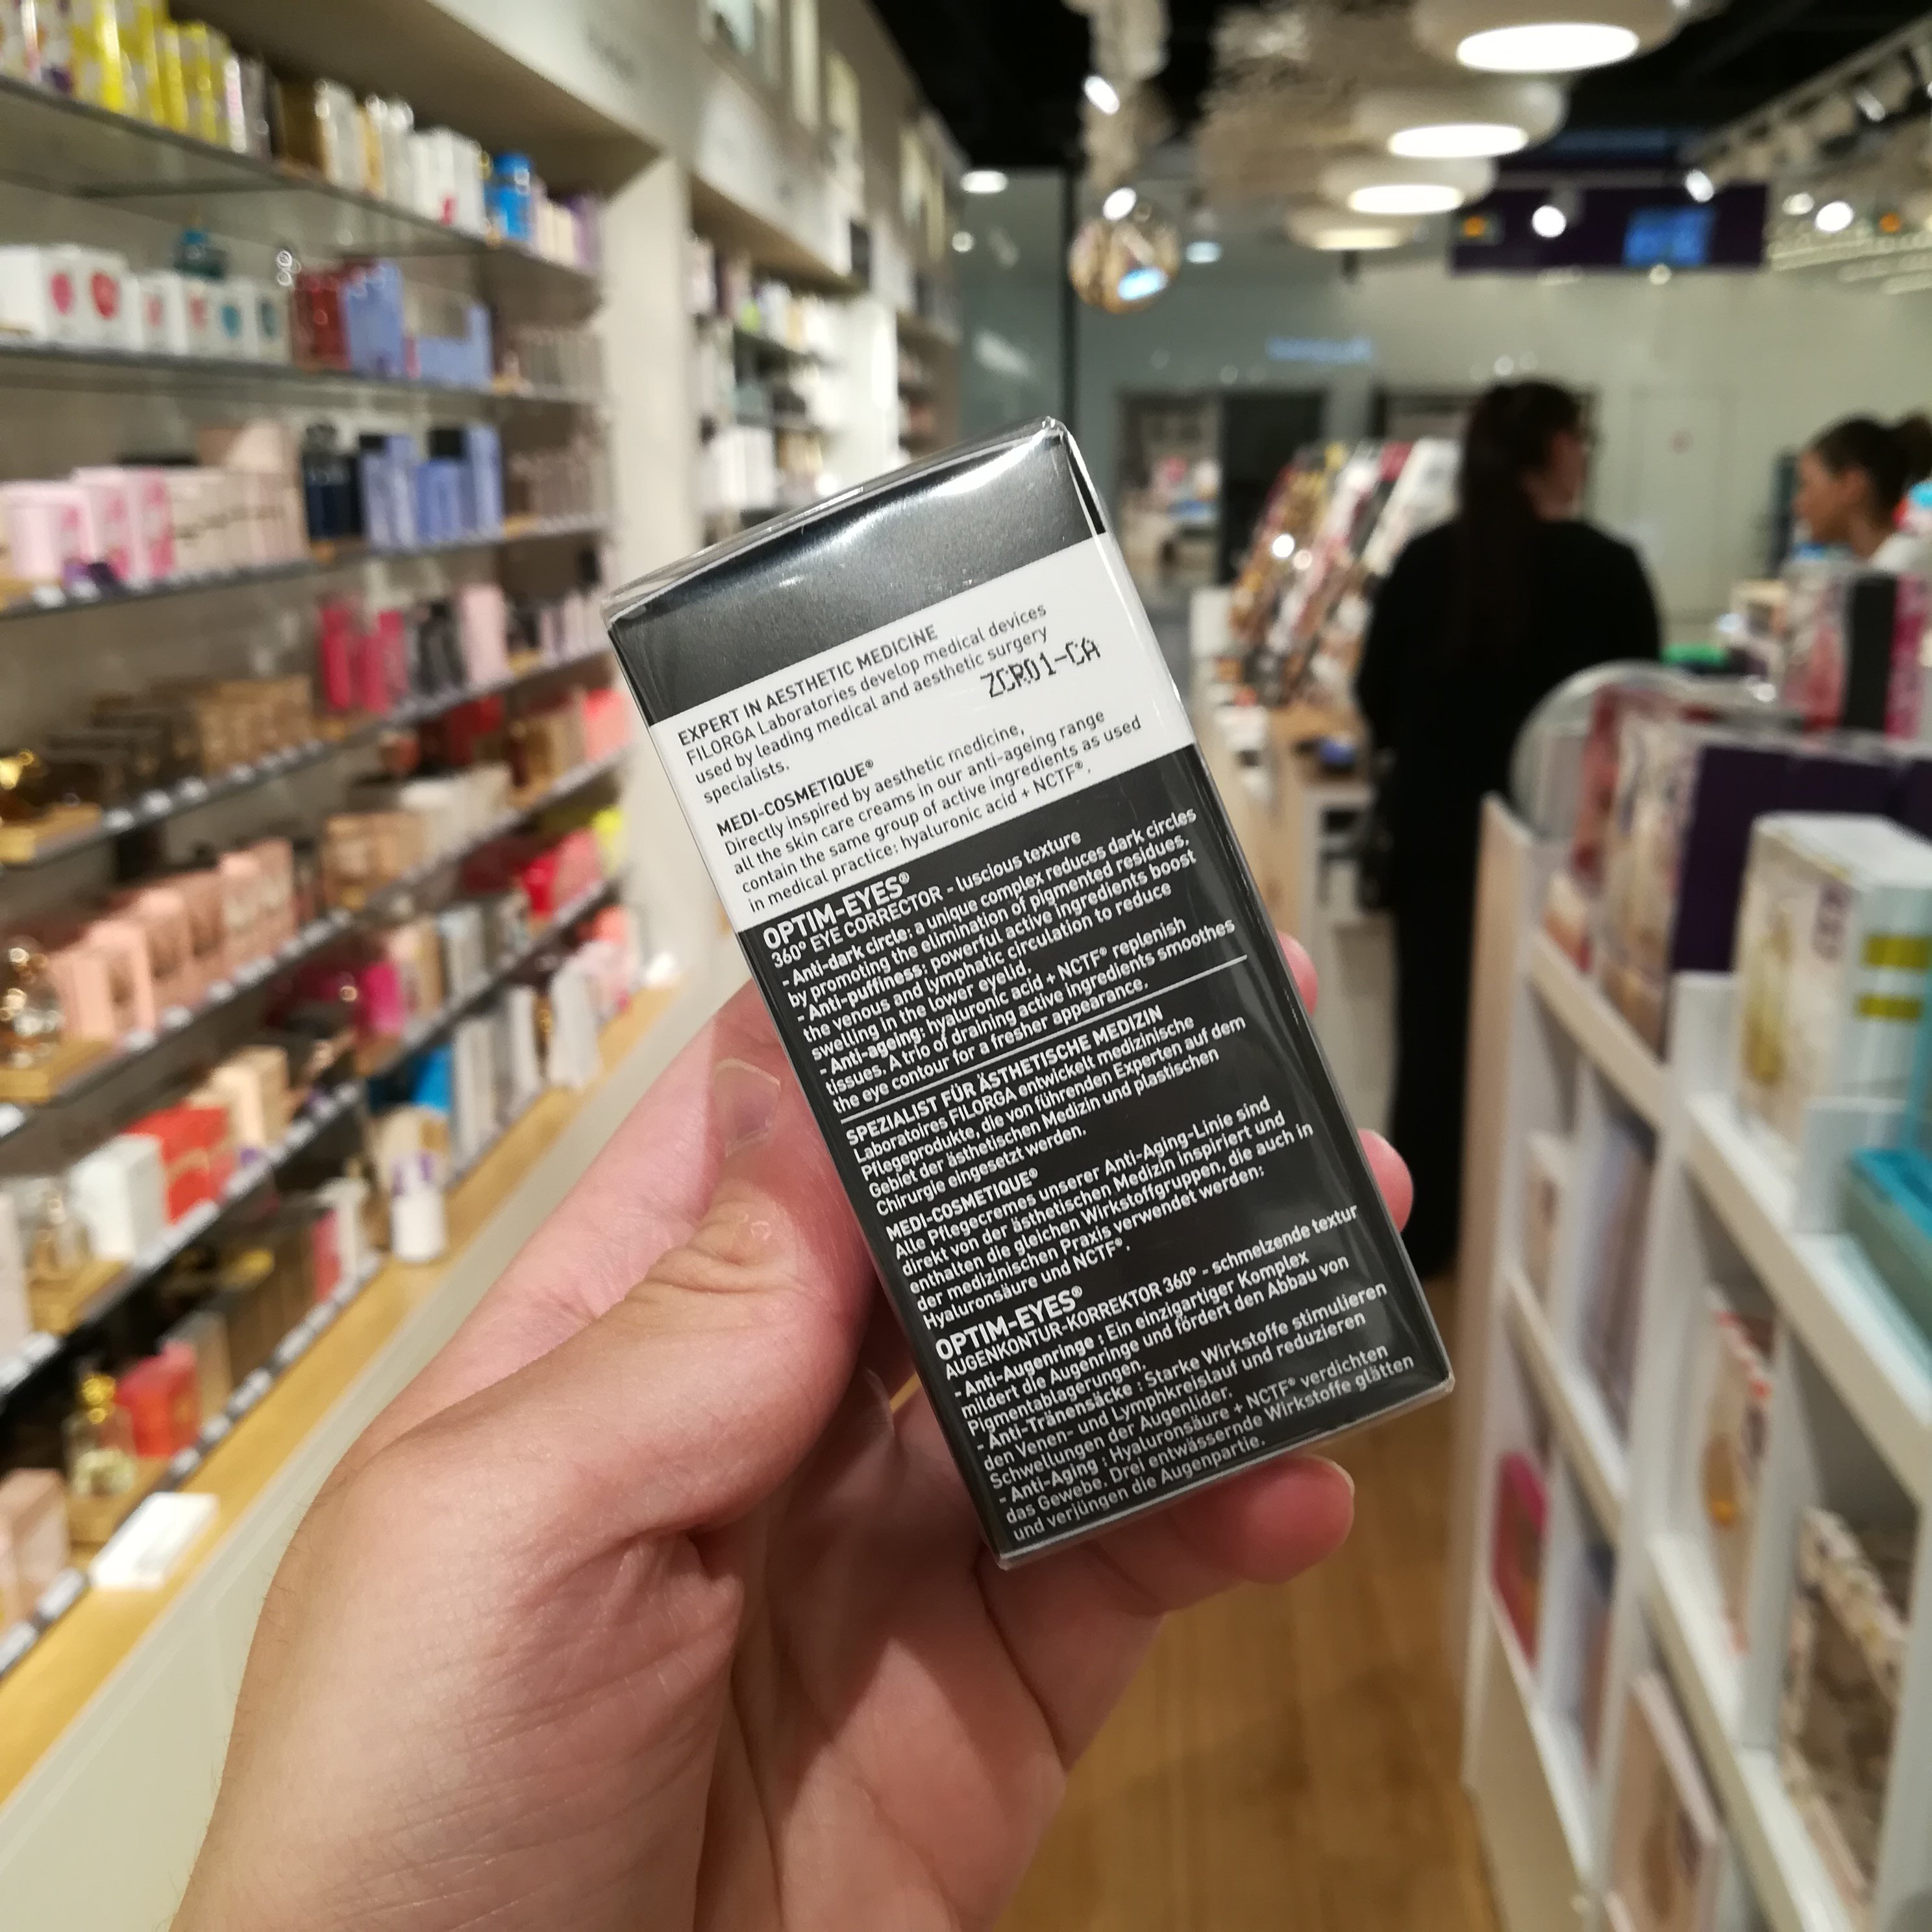 EXPERT IN AESTHETIC MEDICINE
FILORGA Laboratories develop medical devices
used by leading medical and aesthetic surgery
specialists.
ZCR01-CA
MEDI-COSMETIQUE®
Directly inspired by aesthetic medicine,
all the skin care creams in our anti-ageing range
contain the same group of active ingredients as used
in medical practice: hyaluronic acid + NCTF®.
OPTIM-EYES®
360° EYE CORRECTOR - luscious texture
- Anti-dark circle: a unique complex reduces dark circles
by promoting the elimination of pigmented residues.
- Anti-puffiness: powerful active ingredients boost
the venous and lymphatic circulation to reduce
swelling in the lower eyelid.
- Anti-ageing: hyaluronic acid + NCTF® replenish
tissues. A trio of draining active ingredients smoothes
the eye contour for a fresher appearance.
SPEZIALIST FÜR ÄSTHETISCHE MEDIZIN
Laboratoires FILORGA entwickelt medizinische
Pflegeprodukte, die von führenden Experten auf dem
Gebiet der ästhetischen Medizin und plastischen
Chirurgie eingesetzt werden.
MEDI-COSMETIQUE®
Alle Pflegecremes unserer Anti-Aging-Linie sind
direkt von der ästhetischen Medizin inspiriert und
enthalten die gleichen Wirkstoffgruppen, die auch in
der medizinischen Praxis verwendet werden:
Hyaluronsäure und NCTF®.
OPTIM-EYES®
AUGENKONTUR-KORREKTOR 360° - schmelzende textur
- Anti-Augenringe : Ein einzigartiger Komplex
mildert die Augenringe und fördert den Abbau von
Pigmentablagerungen.
- Anti-Tränensäcke : Starke Wirkstoffe stimulieren
den Venen- und Lymphkreislauf und reduzieren
Schwellungen der Augenlider.
- Anti-Aging : Hyaluronsäure + NCTF® verdichten
das Gewebe. Drei entwässernde Wirkstoffe glätten
und verjüngen die Augenpartie.